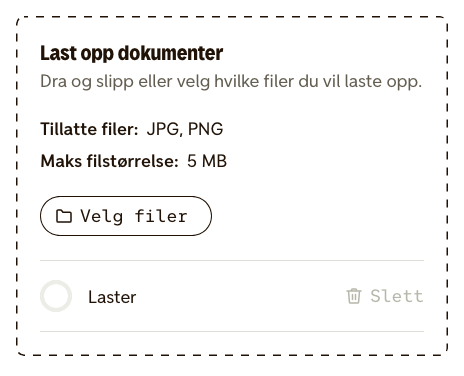 Last opp dokumenter
Dra og slipp eller velg hvilke filer du vil laste opp.
Tillatte filer: JPG, PNG
Maks filstørrelse: 5 MB
Velg filer
Laster
Slett